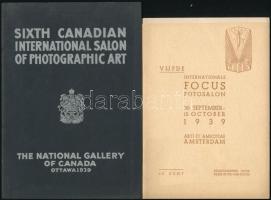 SIXTH CANADIAN
INTERNATIONAL SALON
OF PHOTOGRAPHIC ART
THE NATIONAL GALLERY
OF CANADA
OTTAWA 1939
VIJFDE
INTERNATIONALE
FOCUS
FOTOSALON
30 SEPTEMBER-
15 OCTOBER
1939
ARTI ET AMICITIAE
AMSTERDAM
CENT